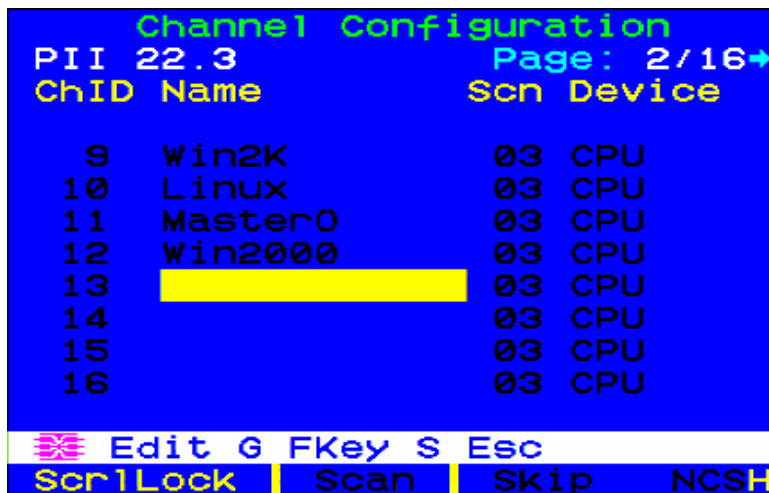 Channel Configuration
PII 22.3 Page: 2/16→
ChID Name Scn Device
9 Win2K 03 CPU
10 Linux 03 CPU
11 MasterO 03 CPU
12 Win2000 03 CPU
13 03 CPU
14 03 CPU
15 03 CPU
16 03 CPU
Edit G FKey S Esc
ScrlLock Scan Skip NCSH